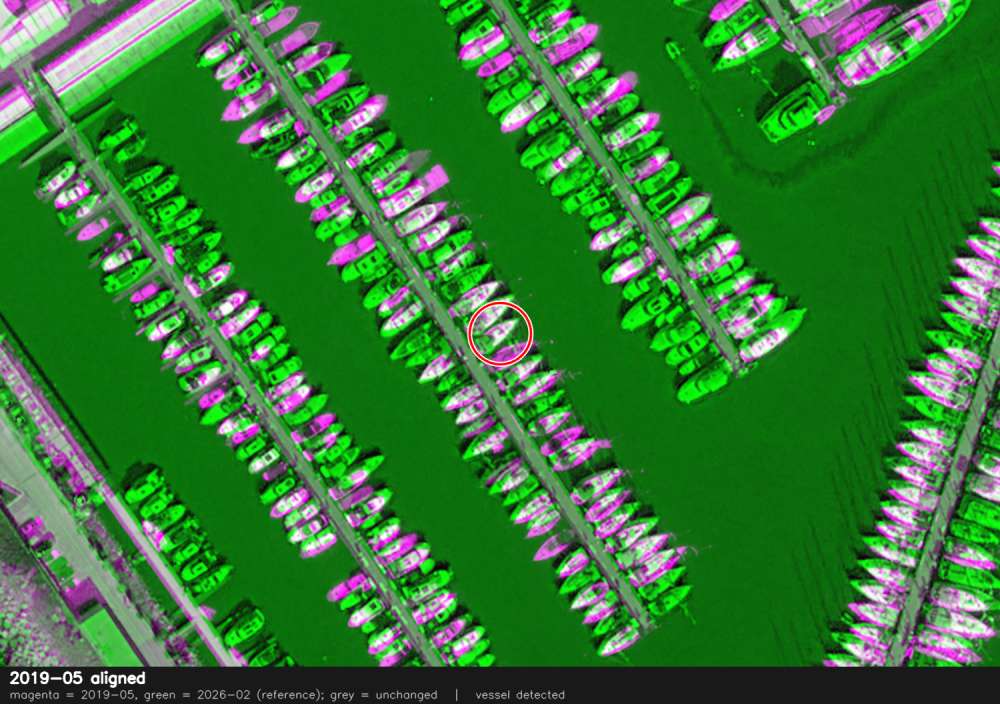 2019-05 aligned
magenta = 2019-05, green = 2026-02 (reference); grey = unchanged | vessel detected